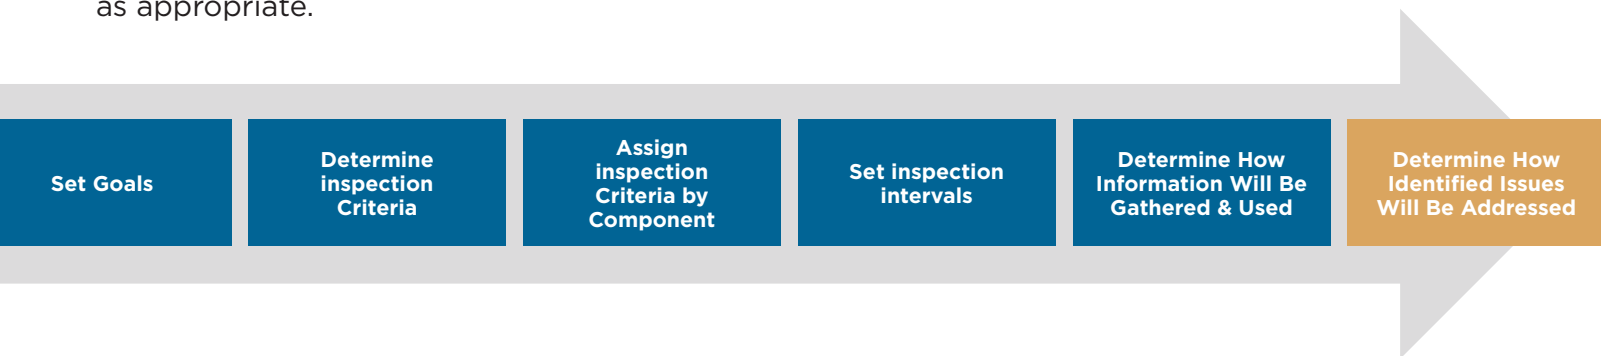 as appropriate.
Set Goals
Determine
inspection
Criteria
Assign
inspection
Criteria by
Component
Set inspection
intervals
Determine How
Information Will Be
Gathered & Used
Determine How
Identified Issues
Will Be Addressed